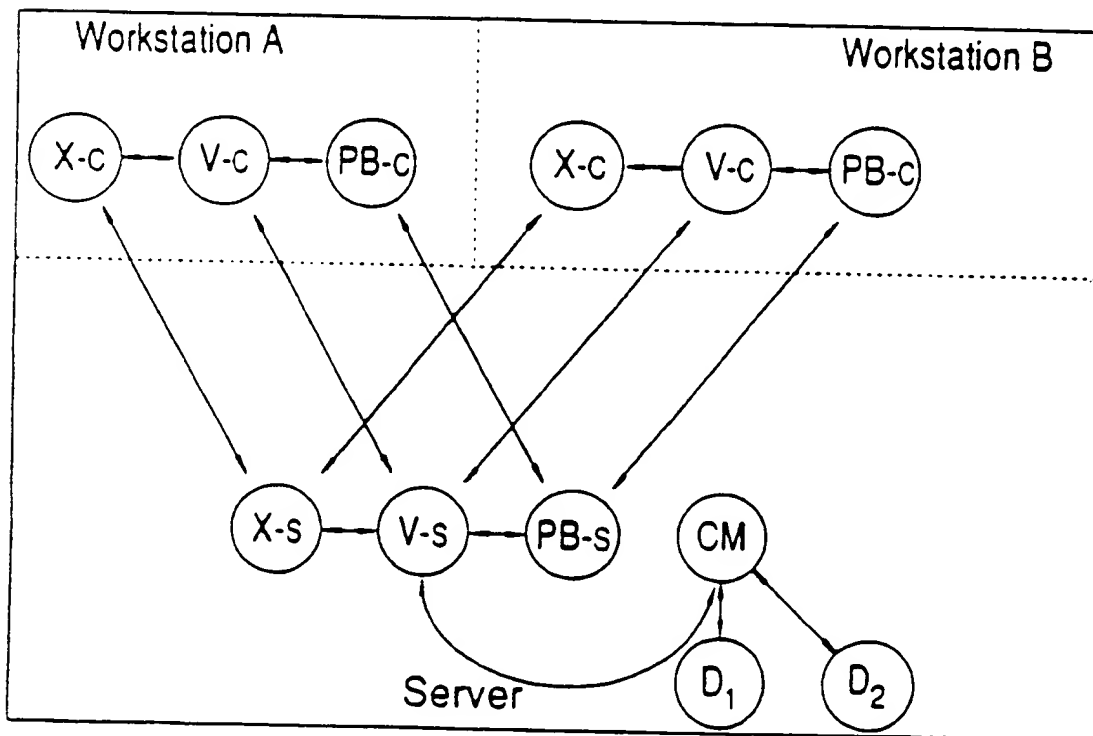 Workstation A
Workstation B
X-c
V-c
PB-c
X-c
V-c
PB-c
X-s
V-s
PB-s
CM
Server
D1
D2